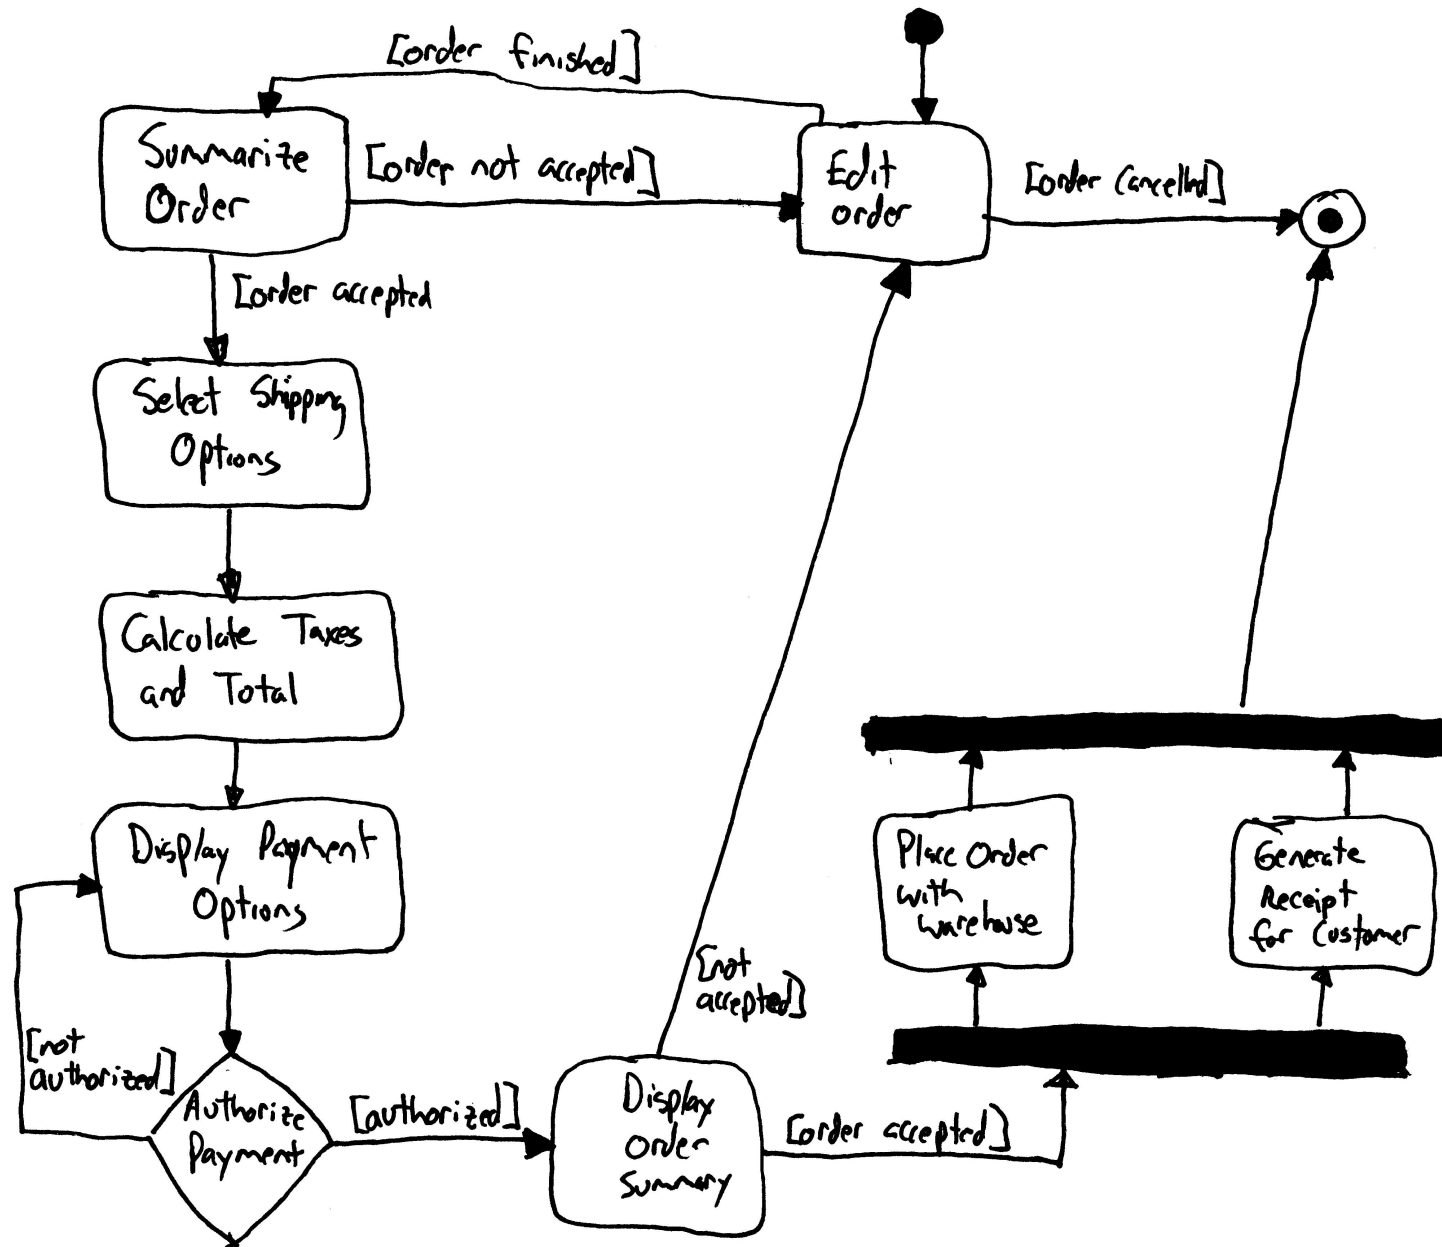 [order finished]
Summarize
Order
[order not accepted]
Edit
order
[order cancelled]
[order accepted
Select Shipping
Options
Calculate Taxes
and Total
Display Payment
Options
[not
authorized]
Authorize
Payment
[authorized]
Display
order
Summary
[not
accepted]
[order accepted]
Place Order
with
warehouse
Generate
Receipt
for Customer